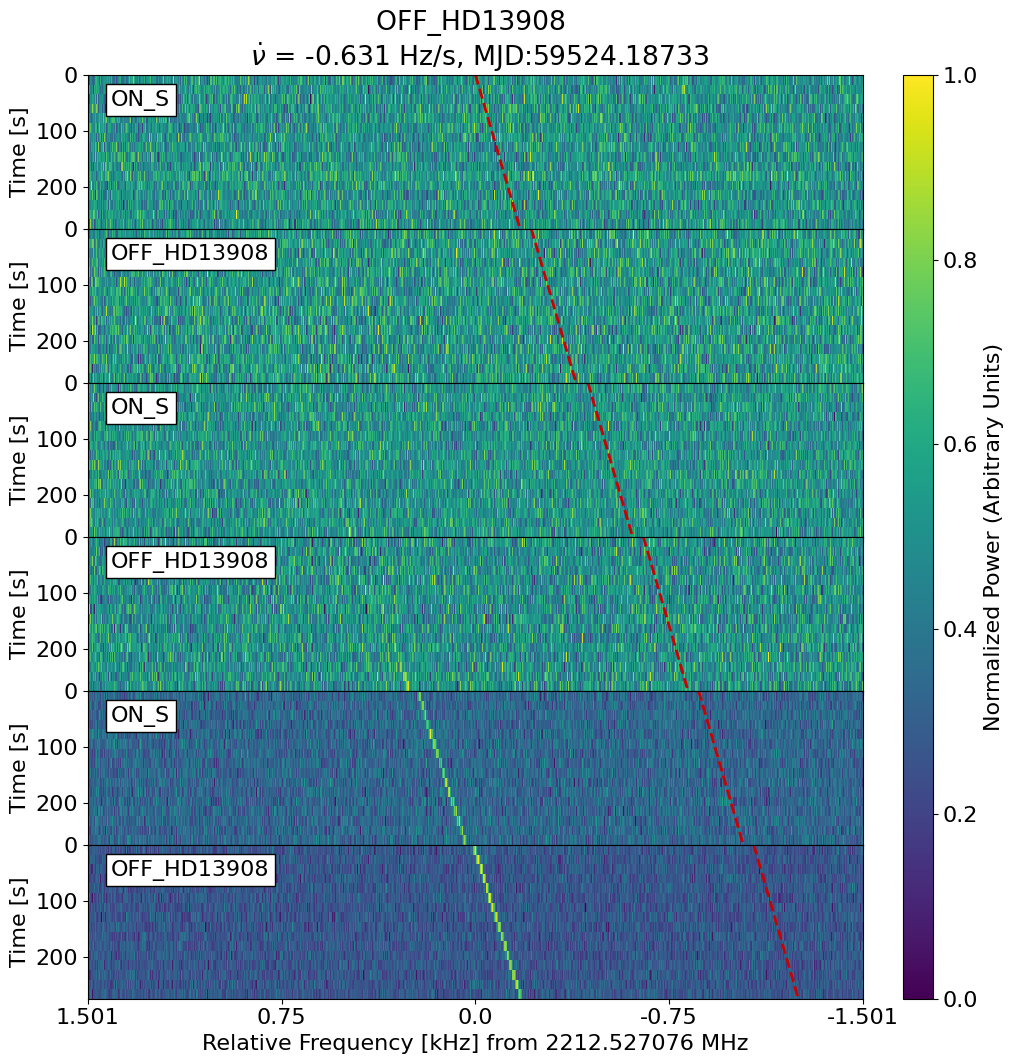 OFF_HD13908
ν̇ = -0.631 Hz/s, MJD:59524.18733
0
100
200
Time [s]
ON_S
0
100
200
Time [s]
OFF_HD13908
0
100
200
Time [s]
ON_S
0
100
200
Time [s]
OFF_HD13908
0
100
200
Time [s]
ON_S
0
100
200
Time [s]
OFF_HD13908
1.501 0.75 0.0 -0.75 -1.501
Relative Frequency [kHz] from 2212.527076 MHz
1.0
0.8
0.6
0.4
0.2
0.0
Normalized Power (Arbitrary Units)